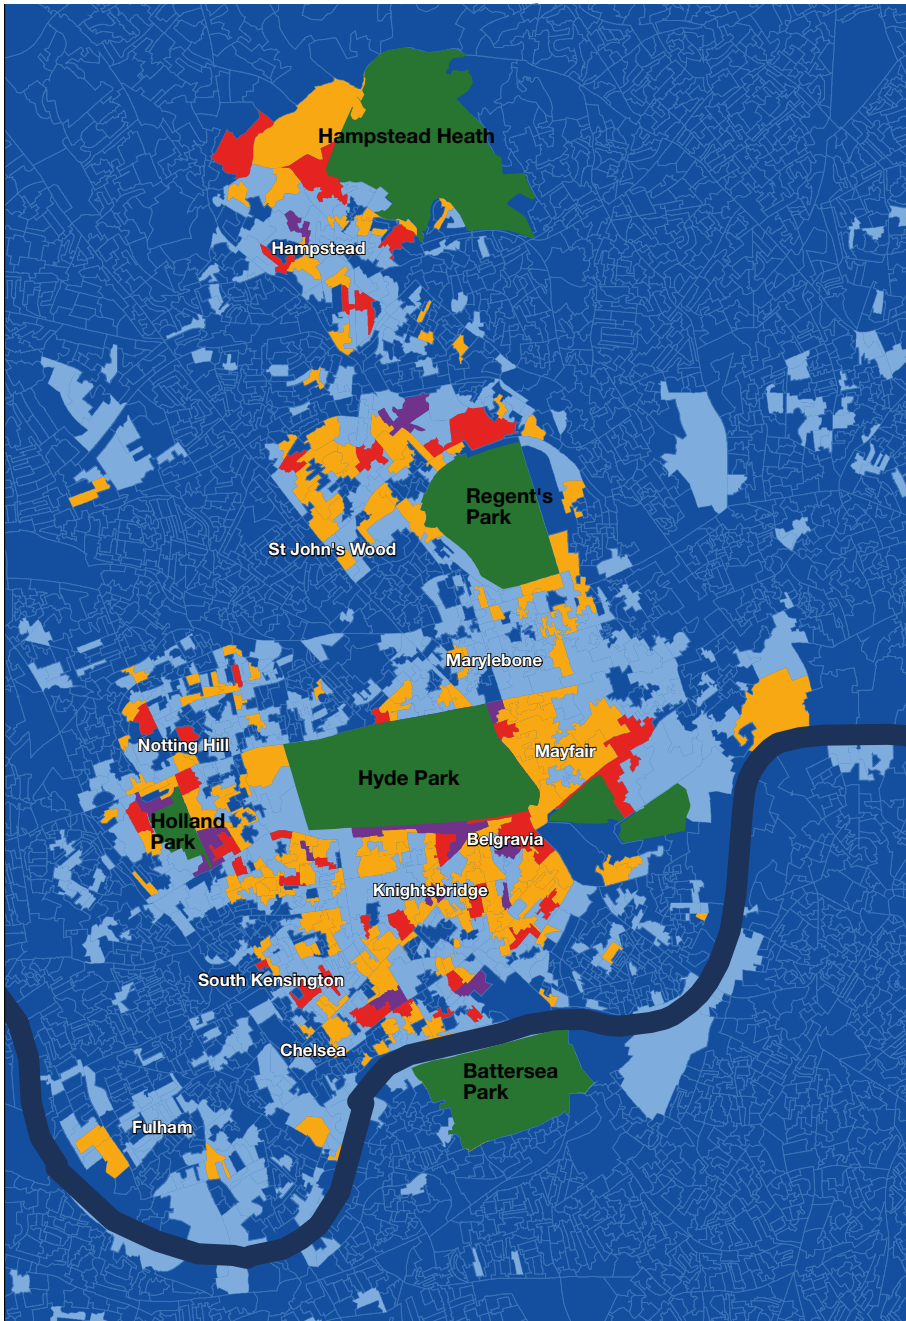 Hampstead Heath
Hampstead
Regent's
Park
St John's Wood
Marylebone
Notting Hill
Mayfair
Hyde Park
Holland
Park
Belgravia
Knightsbridge
South Kensington
Chelsea
Battersea
Park
Fulham